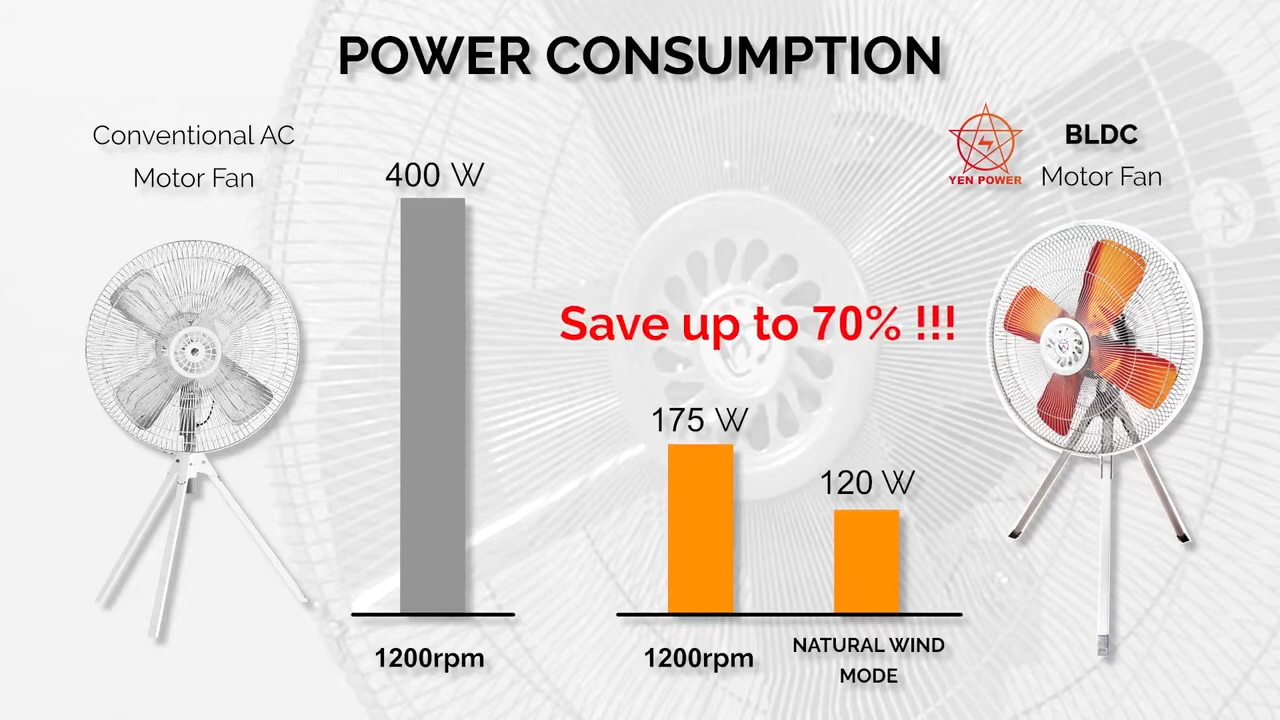 POWER CONSUMPTION
Conventional AC
Motor Fan
400 W
1200rpm
YEN POWER
BLDC
Motor Fan
Save up to 70% !!!
175 W
120 W
1200rpm
NATURAL WIND
MODE